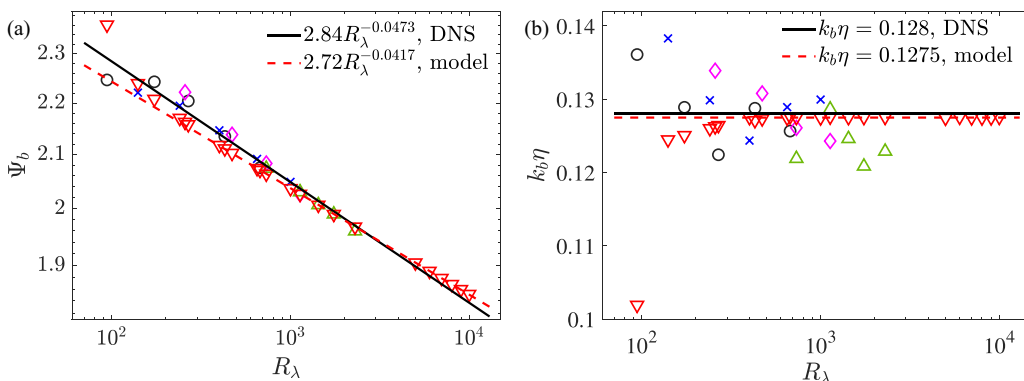 (a)
2.84R_λ^{-0.0473}, DNS
2.72R_λ^{-0.0417}, model
2.3
2.2
2.1
2
1.9
Ψ_b
10^2
10^3
10^4
R_λ
(b)
k_bη = 0.128, DNS
k_bη = 0.1275, model
0.14
0.13
0.12
0.11
0.1
k_bη
10^2
10^3
10^4
R_λ